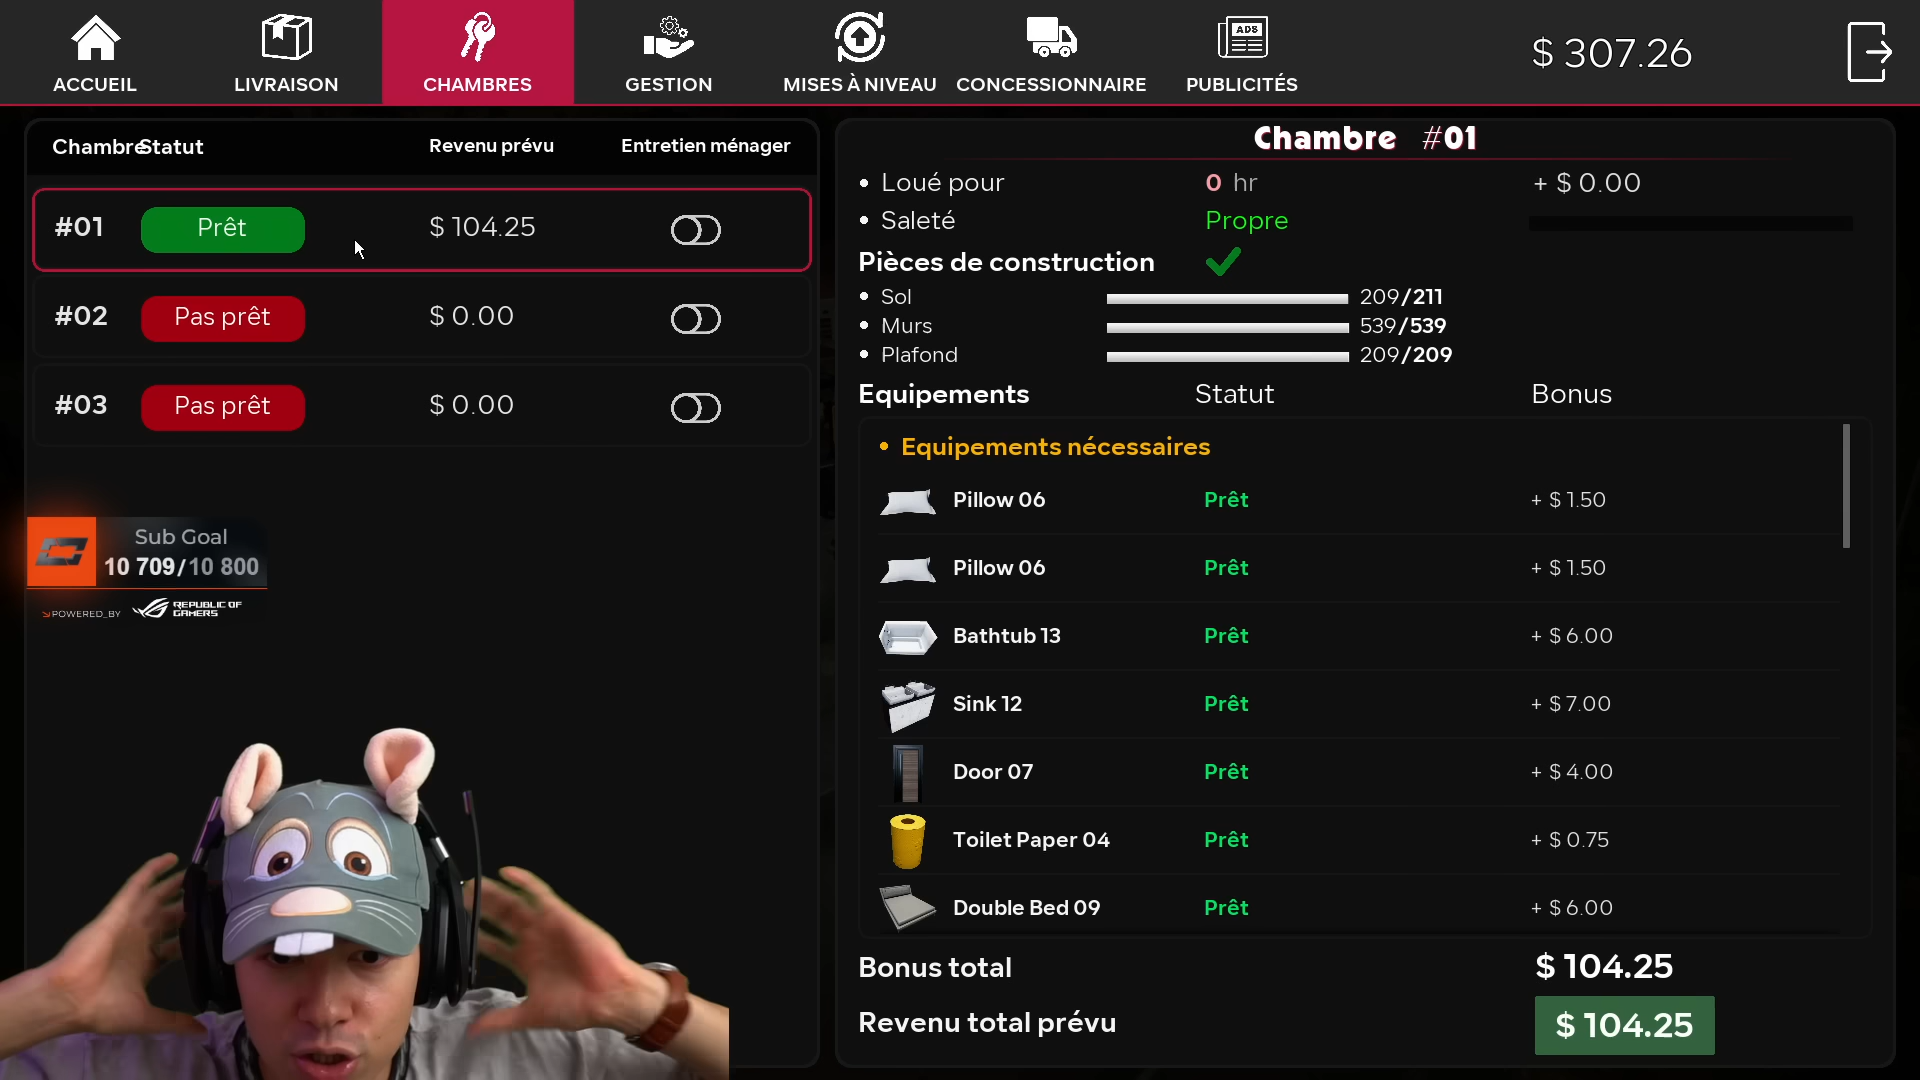 ACCUEIL
LIVRAISON
CHAMBRES
GESTION
MISES À NIVEAU
CONCESSIONNAIRE
ADS
PUBLICITÉS
$ 307.26
Chambre Statut Revenu prévu Entretien ménager
#01 Prêt $ 104.25
#02 Pas prêt $ 0.00
#03 Pas prêt $ 0.00
Sub Goal
10 709/10 800
POWERED_BY REPUBLIC OF GAMERS
Chambre #01
Loué pour 0 hr + $ 0.00
Saleté Propre
Pièces de construction
Sol 209/211
Murs 539/539
Plafond 209/209
Equipements Statut Bonus
Equipements nécessaires
Pillow 06 Prêt + $ 1.50
Pillow 06 Prêt + $ 1.50
Bathtub 13 Prêt + $ 6.00
Sink 12 Prêt + $ 7.00
Door 07 Prêt + $ 4.00
Toilet Paper 04 Prêt + $ 0.75
Double Bed 09 Prêt + $ 6.00
Bonus total $ 104.25
Revenu total prévu $ 104.25